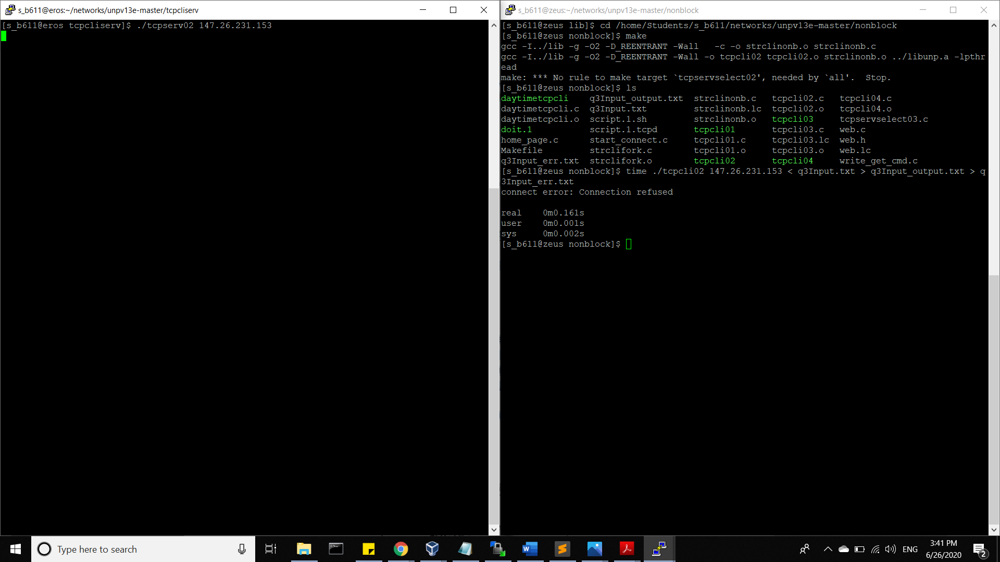 s_b611@eros:~/networks/unpv13e-master/tcpcliserv
[s_b611@eros tcpcliserv]$ ./tcpserv02 147.26.231.153
s_b611@zeus:~/networks/unpv13e-master/nonblock
[s_b611@zeus lib]$ cd /home/Students/s_b611/networks/unpv13e-master/nonblock
[s_b611@zeus nonblock]$ make
gcc -I../lib -g -O2 -D_REENTRANT -Wall   -c -o strclinonb.o strclinonb.c
gcc -I../lib -g -O2 -D_REENTRANT -Wall -o tcpcli02 tcpcli02.o strclinonb.o ../libunp.a -lpthr
ead
make: *** No rule to make target `tcpservselect02', needed by `all'.  Stop.
[s_b611@zeus nonblock]$ ls
daytimetcpcli    q3Input_output.txt  strclinonb.c   tcpcli02.c   tcpcli04.c
daytimetcpcli.c  q3Input.txt         strclinonb.lc  tcpcli02.o   tcpcli04.o
daytimetcpcli.o  script.1.sh         strclinonb.o   tcpcli03     tcpservselect03.c
doit.1           script.1.tcpd       tcpcli01       tcpcli03.c   web.c
home_page.c      start_connect.c     tcpcli01.c     tcpcli03.lc  web.h
Makefile         strclifork.c        tcpcli01.o     tcpcli03.o   web.lc
q3Input_err.txt  strclifork.o        tcpcli02       tcpcli04     write_get_cmd.c
[s_b611@zeus nonblock]$ time ./tcpcli02 147.26.231.153 < q3Input.txt > q3Input_output.txt > q
3Input_err.txt
connect error: Connection refused
real    0m0.161s
user    0m0.001s
sys     0m0.002s
[s_b611@zeus nonblock]$
Type here to search
ENG
3:41 PM
6/26/2020
2